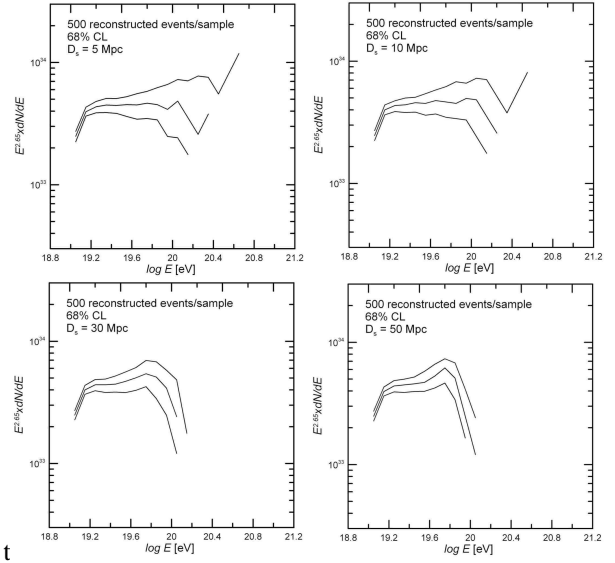 500 reconstructed events/sample
68% CL
D_s = 5 Mpc
10^34
10^33
E^2.65xdN/dE
18.8 19.2 19.6 20 20.4 20.8 21.2
log E [eV]
500 reconstructed events/sample
68% CL
D_s = 10 Mpc
10^34
10^33
E^2.65xdN/dE
18.8 19.2 19.6 20 20.4 20.8 21.2
log E [eV]
500 reconstructed events/sample
68% CL
D_s = 30 Mpc
10^34
10^33
E^2.65xdN/dE
18.8 19.2 19.6 20 20.4 20.8 21.2
log E [eV]
500 reconstructed events/sample
68% CL
D_s = 50 Mpc
10^34
10^33
E^2.65xdN/dE
18.8 19.2 19.6 20 20.4 20.8 21.2
log E [eV]
t